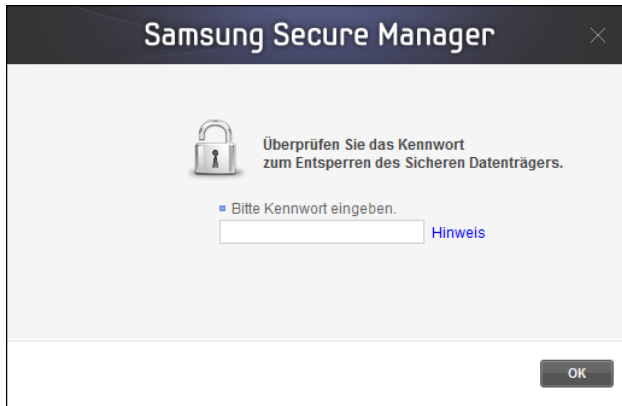 Samsung Secure Manager
Überprüfen Sie das Kennwort
zum Entsperren des Sicheren Datenträgers.
Bitte Kennwort eingeben.
Hinweis
OK